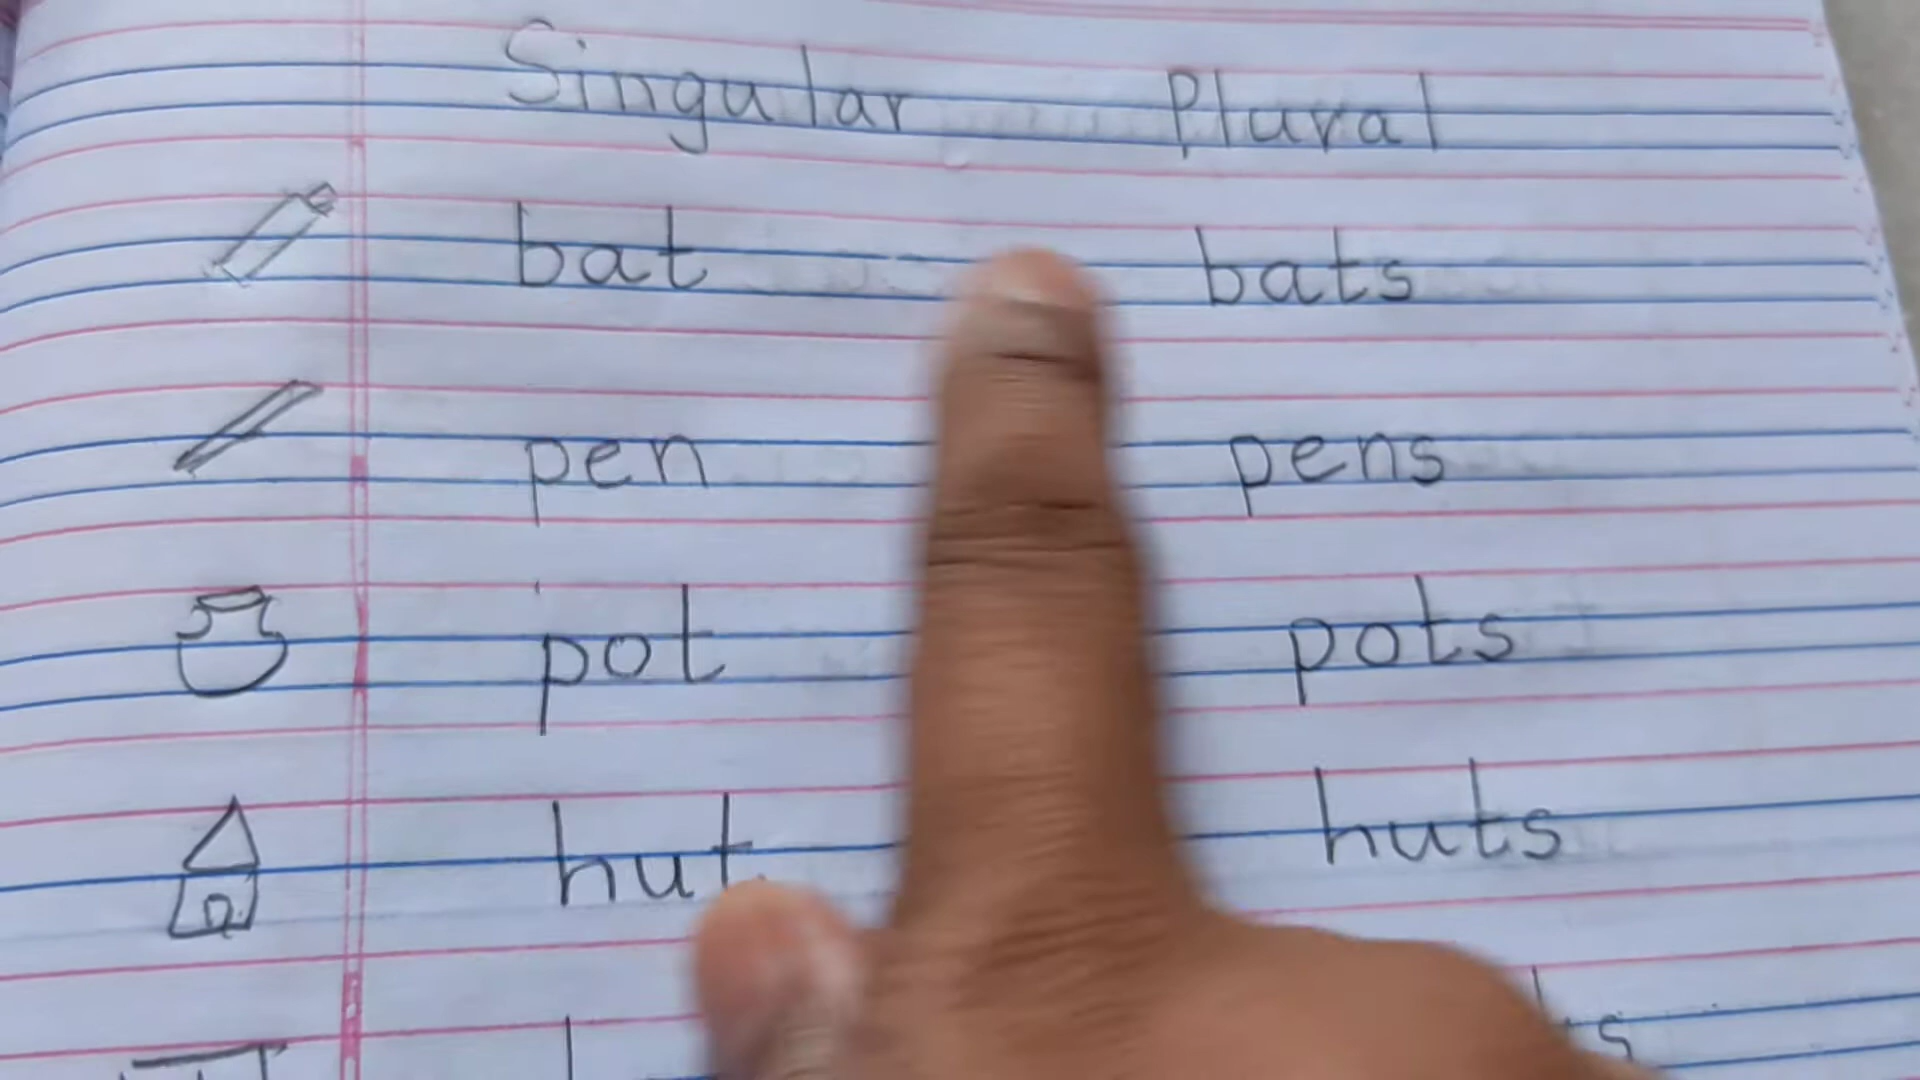 Singular Plural
bat bats
pen pens
pot pots
hut huts